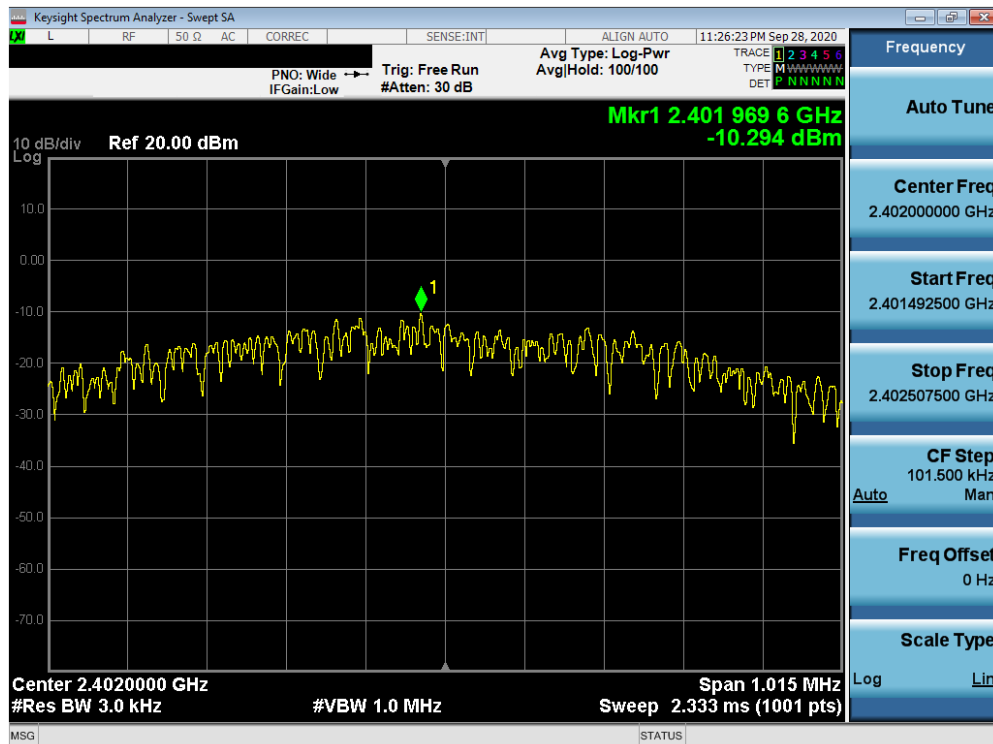 Keysight Spectrum Analyzer - Swept SA
LXI L RF 50 Ω AC CORREC SENSE:INT ALIGN AUTO 11:26:23 PM Sep 28, 2020
PNO: Wide Trig: Free Run Avg Type: Log-Pwr TRACE 1 2 3 4 5 6
IFGain:Low #Atten: 30 dB Avg|Hold: 100/100 TYPE M W W W W W
DET P N N N N N
Mkr1 2.401 969 6 GHz
-10.294 dBm
10 dB/div Ref 20.00 dBm
Log
10.0
0.00
-10.0
-20.0
-30.0
-40.0
-50.0
-60.0
-70.0
1
Center 2.4020000 GHz Span 1.015 MHz
#Res BW 3.0 kHz #VBW 1.0 MHz Sweep 2.333 ms (1001 pts)
MSG STATUS
Frequency
Auto Tune
Center Freq
2.402000000 GHz
Start Freq
2.401492500 GHz
Stop Freq
2.402507500 GHz
CF Step
101.500 kHz
Auto Man
Freq Offset
0 Hz
Scale Type
Log Lin